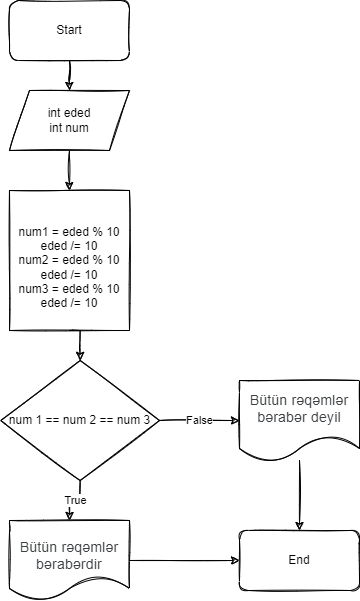 Start
int eded
int num
num1 = eded % 10
eded /= 10
num2 = eded % 10
eded /= 10
num3 = eded % 10
eded /= 10
num 1 == num 2 == num 3
False
Bütün rəqəmlər
bərabər deyil
True
Bütün rəqəmlər
bərabərdir
End